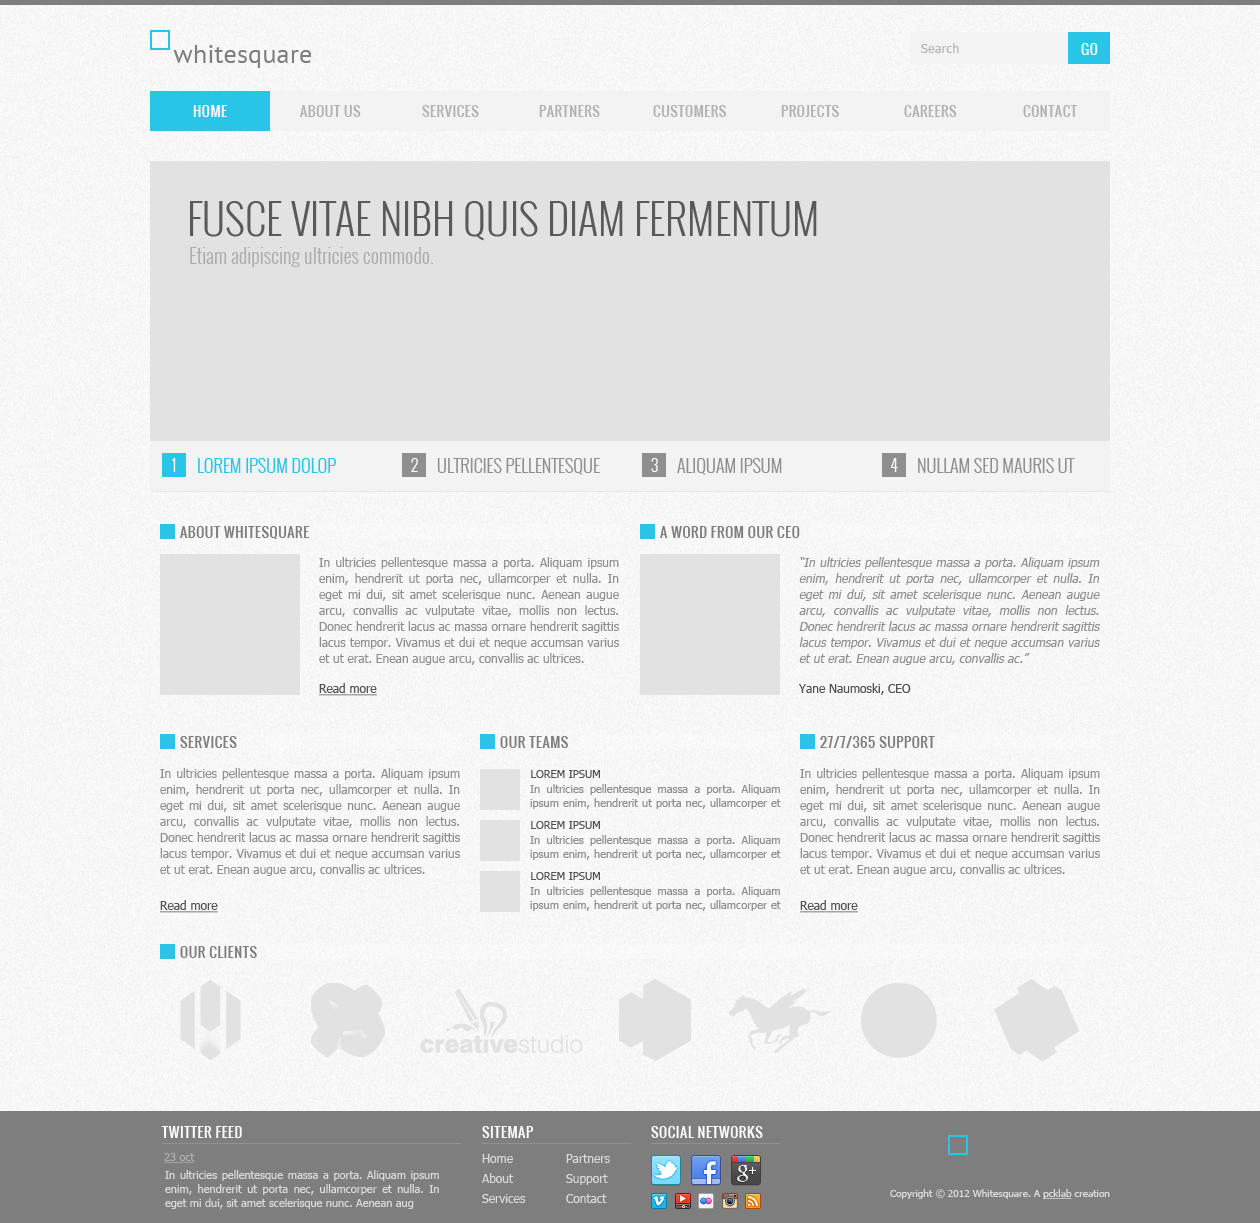 whitesquare
Search
GO
HOME
ABOUT US
SERVICES
PARTNERS
CUSTOMERS
PROJECTS
CAREERS
CONTACT
FUSCE VITAE NIBH QUIS DIAM FERMENTUM
Etiam adipiscing ultricies commodo.
1 LOREM IPSUM DOLOP
2 ULTRICIES PELLENTESQUE
3 ALIQUAM IPSUM
4 NULLAM SED MAURIS UT
ABOUT WHITESQUARE
In ultricies pellentesque massa a porta. Aliquam ipsum
enim, hendrerit ut porta nec, ullamcorper et nulla. In
eget mi dui, sit amet scelerisque nunc. Aenean augue
arcu, convallis ac vulputate vitae, mollis non lectus.
Donec hendrerit lacus ac massa ornare hendrerit sagittis
lacus tempor. Vivamus et dui et neque accumsan varius
et ut erat. Enean augue arcu, convallis ac ultrices.
Read more
A WORD FROM OUR CEO
“In ultricies pellentesque massa a porta. Aliquam ipsum
enim, hendrerit ut porta nec, ullamcorper et nulla. In
eget mi dui, sit amet scelerisque nunc. Aenean augue
arcu, convallis ac vulputate vitae, mollis non lectus.
Donec hendrerit lacus ac massa ornare hendrerit sagittis
lacus tempor. Vivamus et dui et neque accumsan varius
et ut erat. Enean augue arcu, convallis ac.”
Yane Naumoski, CEO
SERVICES
In ultricies pellentesque massa a porta. Aliquam ipsum
enim, hendrerit ut porta nec, ullamcorper et nulla. In
eget mi dui, sit amet scelerisque nunc. Aenean augue
arcu, convallis ac vulputate vitae, mollis non lectus.
Donec hendrerit lacus ac massa ornare hendrerit sagittis
lacus tempor. Vivamus et dui et neque accumsan varius
et ut erat. Enean augue arcu, convallis ac ultrices.
Read more
OUR TEAMS
LOREM IPSUM
In ultricies pellentesque massa a porta. Aliquam
ipsum enim, hendrerit ut porta nec, ullamcorper et
LOREM IPSUM
In ultricies pellentesque massa a porta. Aliquam
ipsum enim, hendrerit ut porta nec, ullamcorper et
LOREM IPSUM
In ultricies pellentesque massa a porta. Aliquam
ipsum enim, hendrerit ut porta nec, ullamcorper et
27/7/365 SUPPORT
In ultricies pellentesque massa a porta. Aliquam ipsum
enim, hendrerit ut porta nec, ullamcorper et nulla. In
eget mi dui, sit amet scelerisque nunc. Aenean augue
arcu, convallis ac vulputate vitae, mollis non lectus.
Donec hendrerit lacus ac massa ornare hendrerit sagittis
lacus tempor. Vivamus et dui et neque accumsan varius
et ut erat. Enean augue arcu, convallis ac ultrices.
Read more
OUR CLIENTS
creativestudio
TWITTER FEED
23 oct
In ultricies pellentesque massa a porta. Aliquam ipsum
enim, hendrerit ut porta nec, ullamcorper et nulla. In
eget mi dui, sit amet scelerisque nunc. Aenean aug
SITEMAP
Home
About
Services
Partners
Support
Contact
SOCIAL NETWORKS
Copyright © 2012 Whitesquare. A pcklab creation